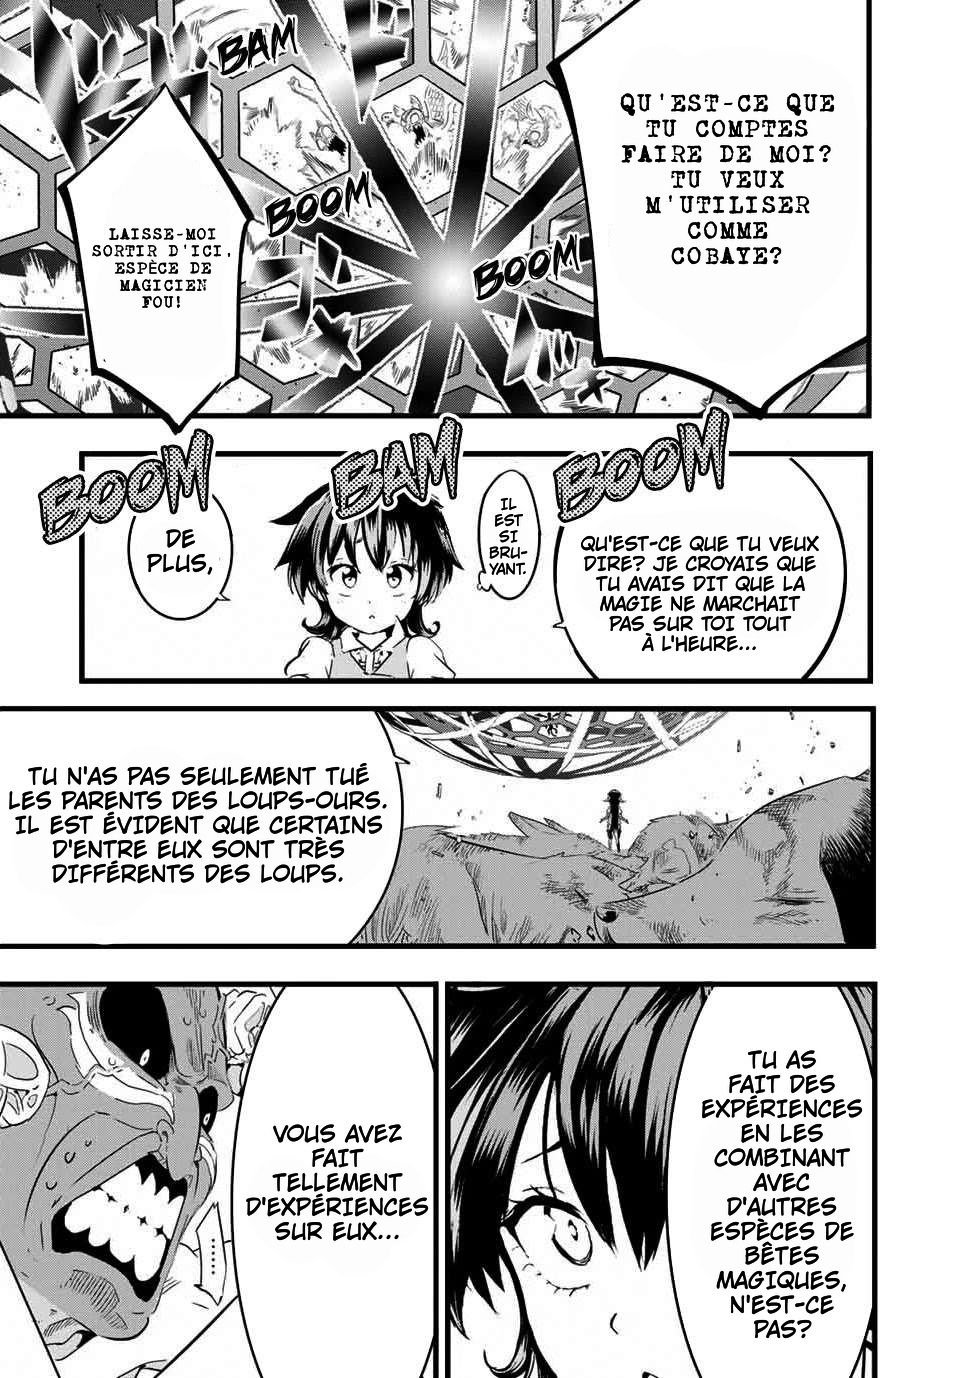 QU'EST-CE QUE
TU COMPTES
FAIRE DE MOI?
TU VEUX
M'UTILISER
COMME
COBAYE?
BAM
BOOM
BOOM
LAISSE-MOI
SORTIR D'ICI,
ESPÈCE DE
MAGICIEN
FOU!
BOOM
BAM
BOOM
QU'EST-CE QUE TU VEUX
DIRE? JE CROYAIS QUE
TU AVAIS DIT QUE LA
MAGIE NE MARCHAIT
PAS SUR TOI TOUT
À L'HEURE...
IL
EST
SI
BRU-
YANT.
DE
PLUS,
TU N'AS PAS SEULEMENT TUÉ
LES PARENTS DES LOUPS-OURS.
IL EST ÉVIDENT QUE CERTAINS
D'ENTRE EUX SONT TRÈS
DIFFÉRENTS DES LOUPS.
TU AS
FAIT DES
EXPÉRIENCES
EN LES
COMBINANT
AVEC
D'AUTRES
ESPÈCES DE
BÊTES
MAGIQUES,
N'EST-CE
PAS?
VOUS AVEZ
FAIT
TELLEMENT
D'EXPÉRIENCES
SUR EUX...
......